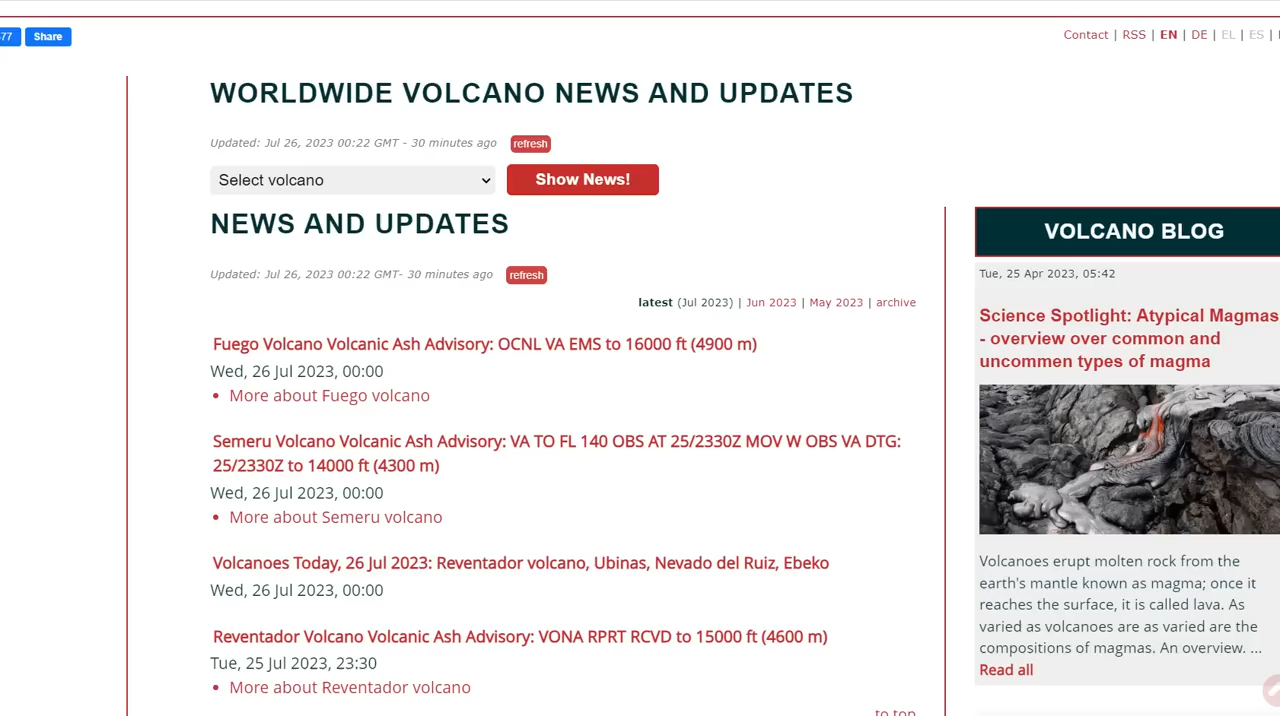 77
Share
Contact | RSS | EN | DE | EL | ES |
WORLDWIDE VOLCANO NEWS AND UPDATES
Updated: Jul 26, 2023 00:22 GMT - 30 minutes ago
refresh
Select volcano
Show News!
NEWS AND UPDATES
Updated: Jul 26, 2023 00:22 GMT- 30 minutes ago
refresh
latest (Jul 2023) | Jun 2023 | May 2023 | archive
Fuego Volcano Volcanic Ash Advisory: OCNL VA EMS to 16000 ft (4900 m)
Wed, 26 Jul 2023, 00:00
• More about Fuego volcano
Semeru Volcano Volcanic Ash Advisory: VA TO FL 140 OBS AT 25/2330Z MOV W OBS VA DTG:
25/2330Z to 14000 ft (4300 m)
Wed, 26 Jul 2023, 00:00
• More about Semeru volcano
Volcanoes Today, 26 Jul 2023: Reventador volcano, Ubinas, Nevado del Ruiz, Ebeko
Wed, 26 Jul 2023, 00:00
Reventador Volcano Volcanic Ash Advisory: VONA RPRT RCVD to 15000 ft (4600 m)
Tue, 25 Jul 2023, 23:30
• More about Reventador volcano
to top
VOLCANO BLOG
Tue, 25 Apr 2023, 05:42
Science Spotlight: Atypical Magmas
- overview over common and
uncommen types of magma
Volcanoes erupt molten rock from the
earth's mantle known as magma; once it
reaches the surface, it is called lava. As
varied as volcanoes are as varied are the
compositions of magmas. An overview. ...
Read all